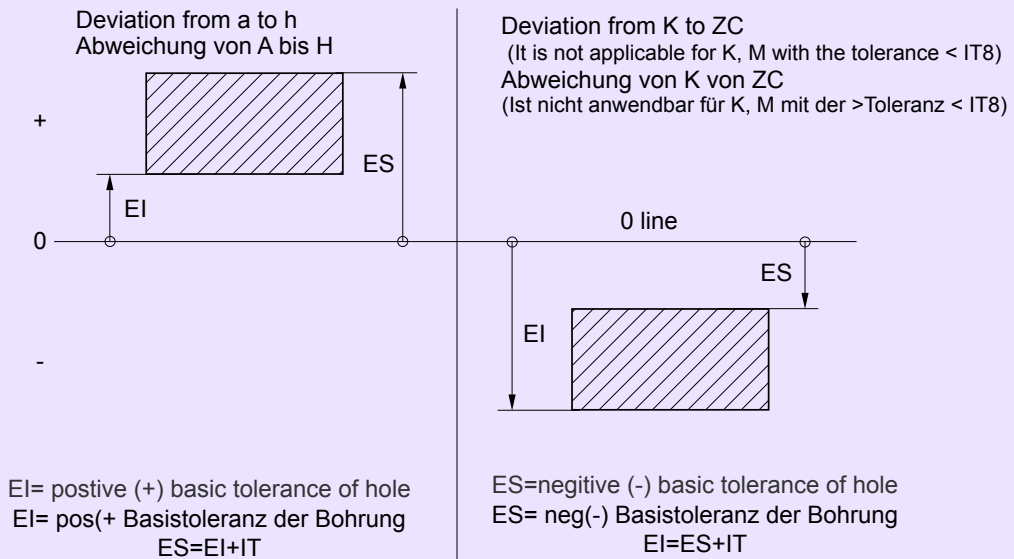 Deviation from a to h
Abweichung von A bis H
+
ES
EI
0
-
EI= postive (+) basic tolerance of hole
EI= pos(+ Basistoleranz der Bohrung
ES=EI+IT
Deviation from K to ZC
(It is not applicable for K, M with the tolerance < IT8)
Abweichung von K von ZC
(Ist nicht anwendbar für K, M mit der >Toleranz < IT8)
0 line
ES
EI
ES=negitive (-) basic tolerance of hole
ES= neg(-) Basistoleranz der Bohrung
EI=ES+IT